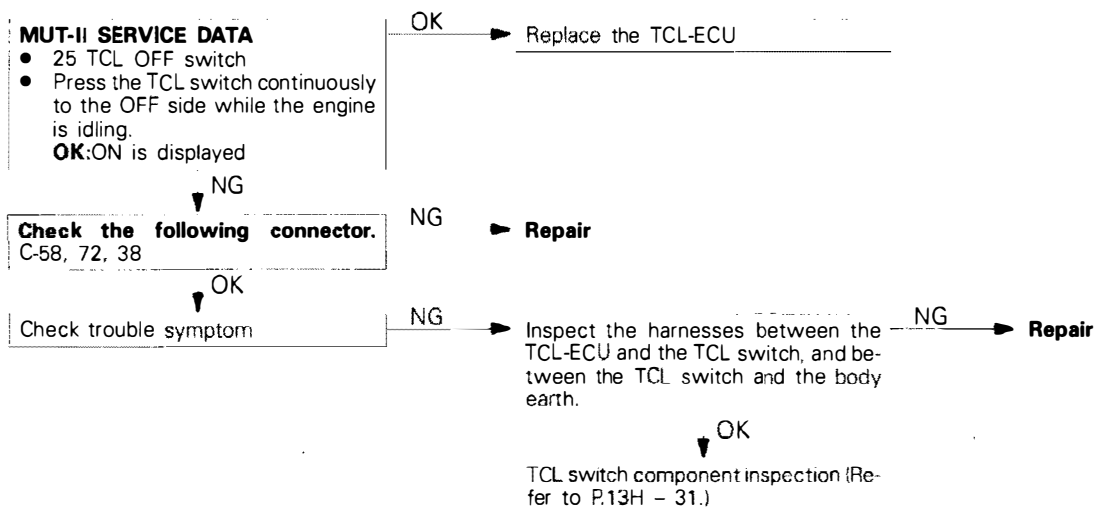 MUT-II SERVICE DATA
● 25 TCL OFF switch
● Press the TCL switch continuously
to the OFF side while the engine
is idling.
OK:ON is displayed
OK
Replace the TCL-ECU
NG
Check the following connector.
C-58, 72, 38
NG
Repair
OK
Check trouble symptom
NG
Inspect the harnesses between the
TCL-ECU and the TCL switch, and be-
tween the TCL switch and the body
earth.
NG
Repair
OK
TCL switch component inspection (Re-
fer to P.13H – 31.)